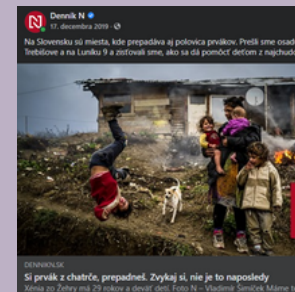 Denník N
17. decembra 2019
Na Slovensku sú miesta, kde prepadáva aj polovica prvákov. Prešli sme osad
Trebišove a na Luníku 9 a zisťovali sme, ako sa dá pomôcť deťom z najchudo
DENNIKN.SK
Si prvák z chatrče, prepadneš. Zvykaj si, nie je to naposledy
Xénia zo Žehry má 29 rokov a deväť detí. Foto N – Vladimír Šimíček Máme t